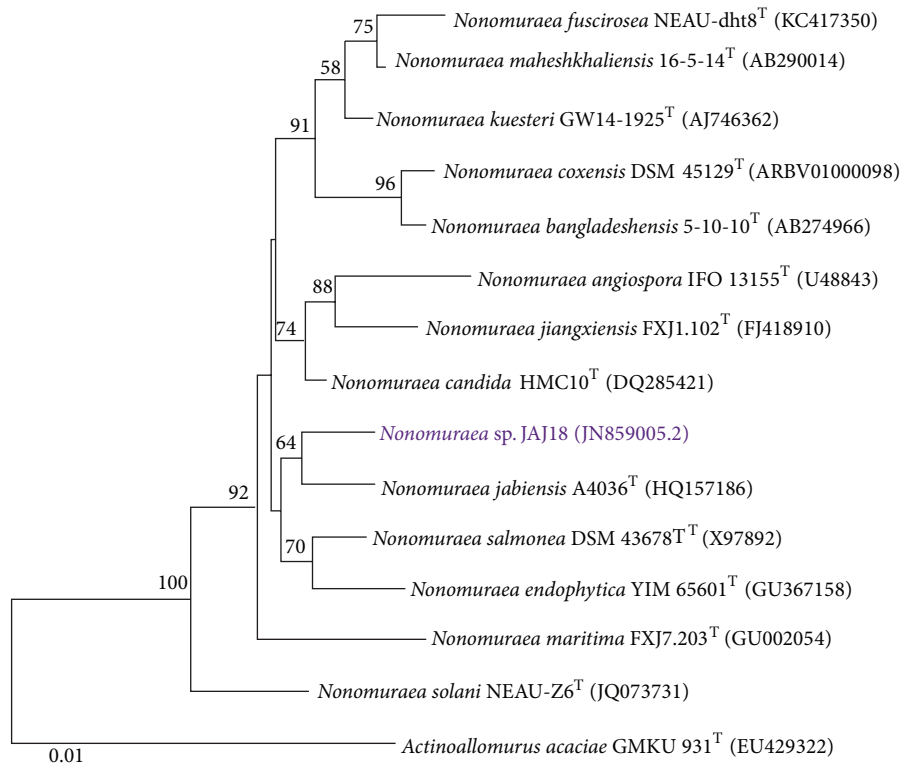 75
Nonomuraea fuscirosea NEAU-dht8T (KC417350)
58
Nonomuraea maheshkhaliensis 16-5-14T (AB290014)
Nonomuraea kuesteri GW14-1925T (AJ746362)
91
Nonomuraea coxensis DSM 45129T (ARBV01000098)
96
Nonomuraea bangladeshensis 5-10-10T (AB274966)
Nonomuraea angiospora IFO 13155T (U48843)
88
Nonomuraea jiangxiensis FXJ1.102T (FJ418910)
74
Nonomuraea candida HMC10T (DQ285421)
Nonomuraea sp. JAJ18 (JN859005.2)
64
Nonomuraea jabiensis A4036T (HQ157186)
92
Nonomuraea salmonea DSM 43678T T (X97892)
70
Nonomuraea endophytica YIM 65601T (GU367158)
100
Nonomuraea maritima FXJ7.203T (GU002054)
Nonomuraea solani NEAU-Z6T (JQ073731)
Actinoallomurus acaciae GMKU 931T (EU429322)
0.01